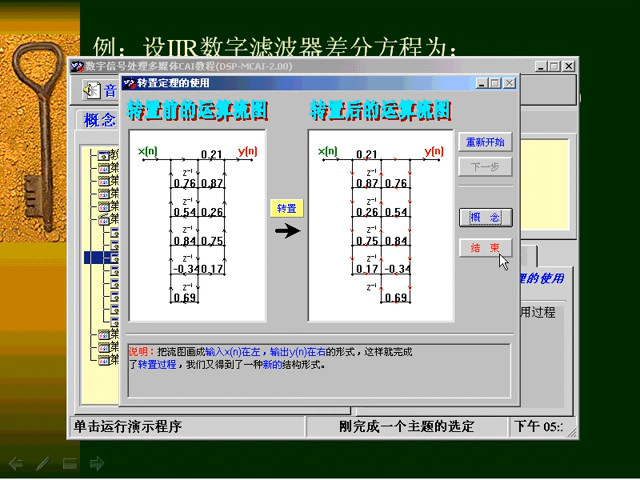 例：设IIR数字滤波器差分方程为：
数字信号处理多媒体CAI教程(DSP-MCAI-2.00)
转置定理的使用
音
概念
转置前的运算流图
转置后的运算流图
x(n)
0.21
y(n)
z⁻¹
0.76 0.87
0.54 0.26
0.84 0.75
z⁻¹
-0.34 0.17
z⁻¹
0.69
转置
x(n)
0.21
y(n)
z⁻¹
0.87 0.76
0.26 0.54
0.75 0.84
z⁻¹
0.17 -0.34
z⁻¹
0.69
重新开始
下一步
概 念
结 束
理的使用
用过程
说明：把流图画成输入x(n)在左，输出y(n)在右的形式，这样就完成
了转置过程，我们又得到了一种新的结构形式。
单击运行演示程序
刚完成一个主题的选定
下午 05: